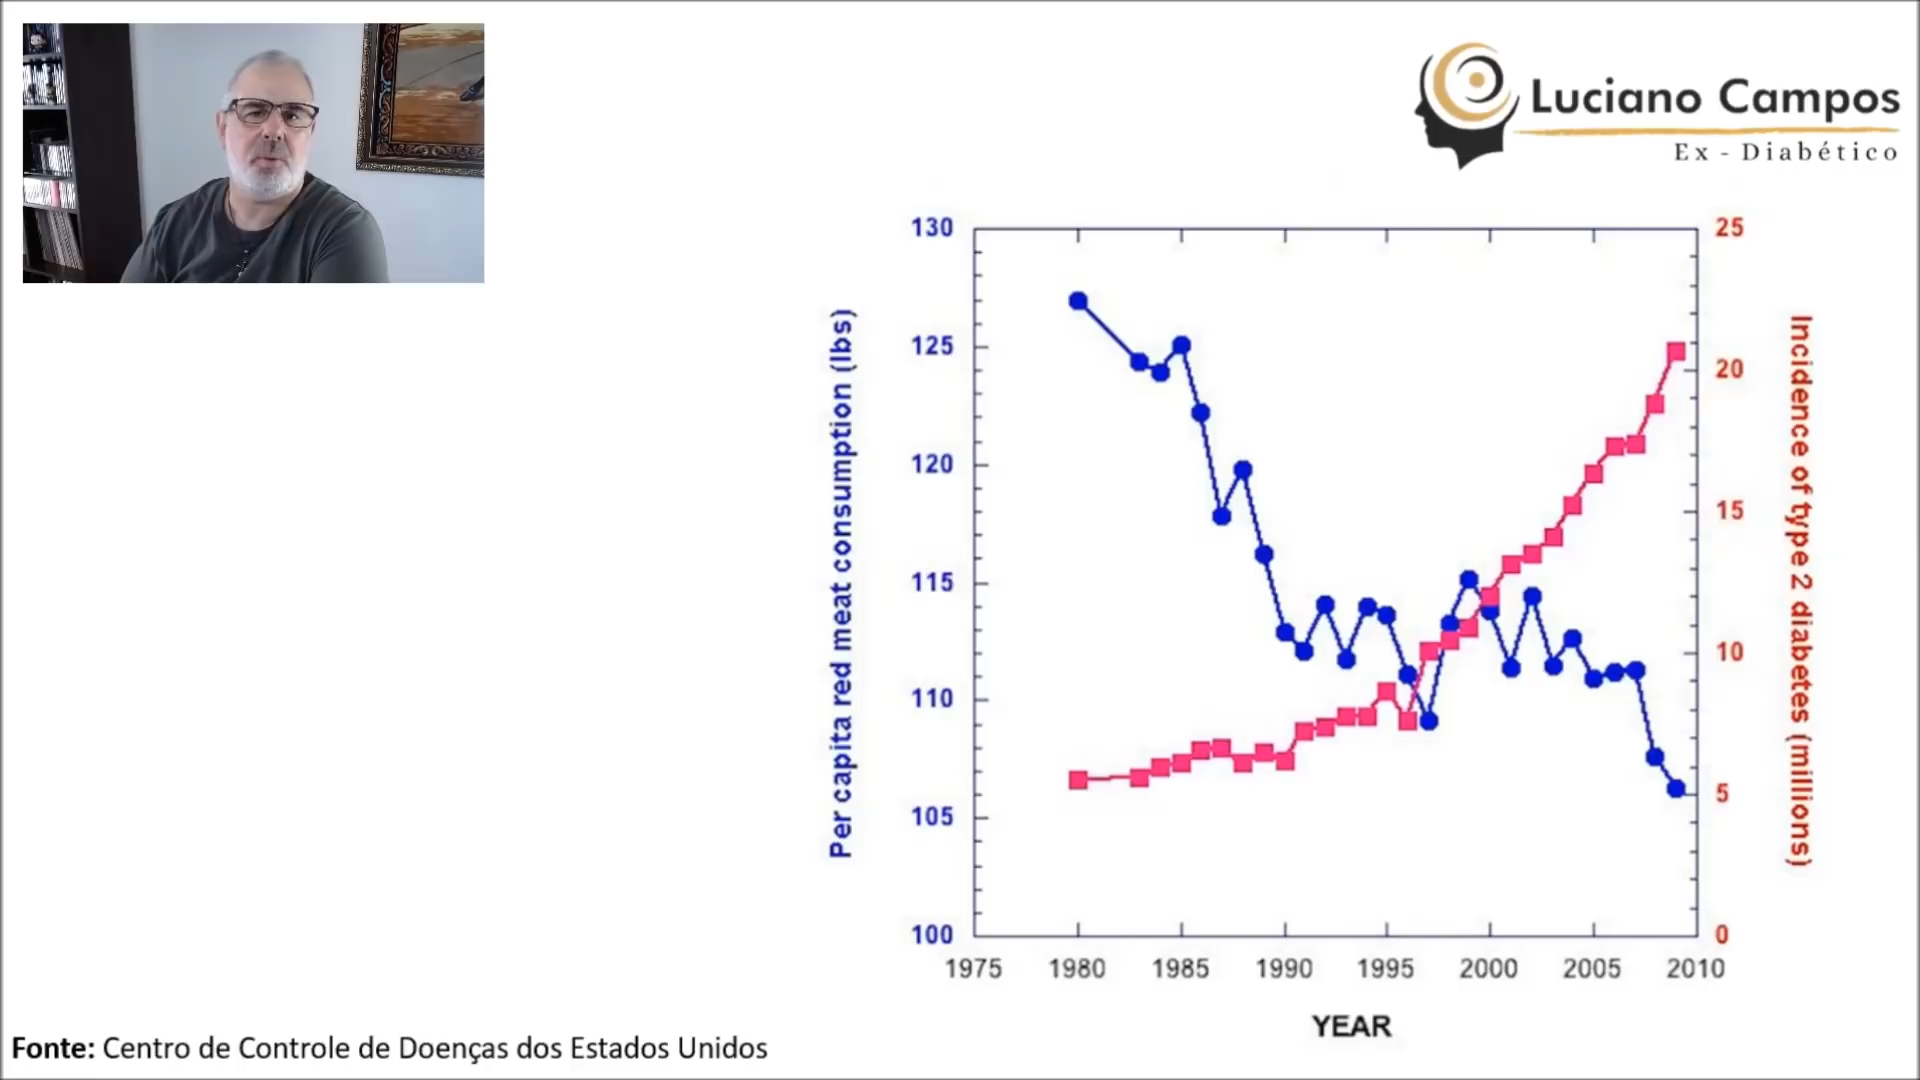 Luciano Campos
Ex - Diabético
Per capita red meat consumption (lbs)
130
125
120
115
110
105
100
25
20
15
10
5
0
Incidence of type 2 diabetes (millions)
1975 1980 1985 1990 1995 2000 2005 2010
YEAR
Fonte: Centro de Controle de Doenças dos Estados Unidos